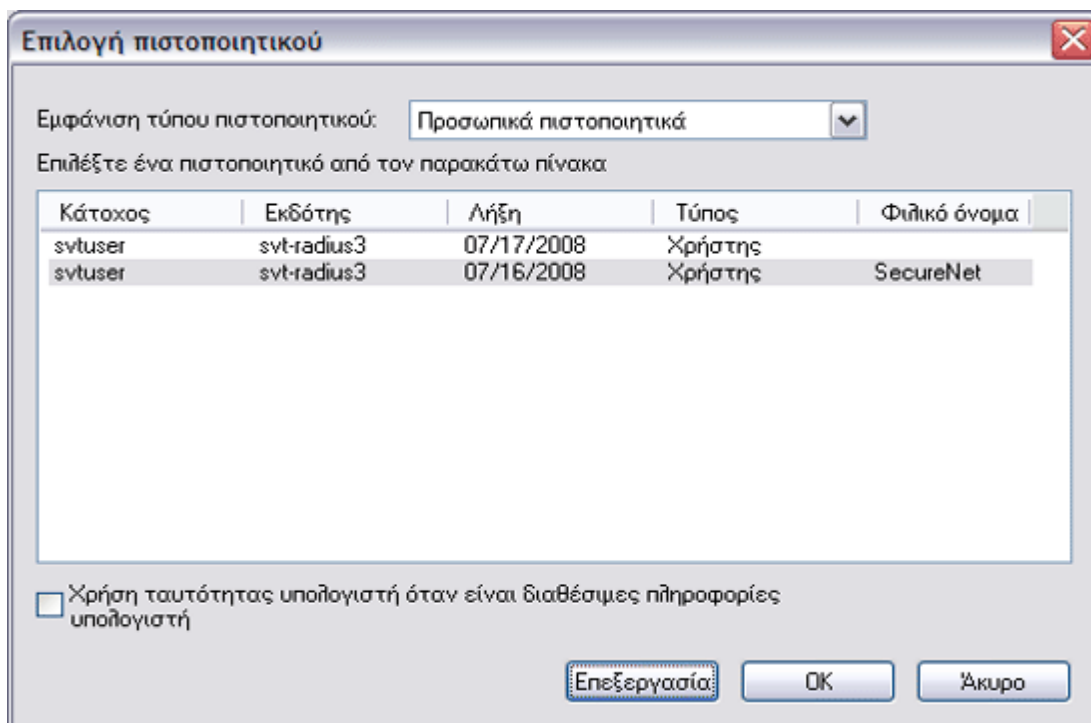 Επιλογή πιστοποιητικού
Εμφάνιση τύπου πιστοποιητικού: Προσωπικά πιστοποιητικά
Επιλέξτε ένα πιστοποιητικό από τον παρακάτω πίνακα
Κάτοχος Εκδότης Λήξη Τύπος Φιλικό όνομα
svtuser svt-radius3 07/17/2008 Χρήστης
svtuser svt-radius3 07/16/2008 Χρήστης SecureNet
Χρήση ταυτότητας υπολογιστή όταν είναι διαθέσιμες πληροφορίες
υπολογιστή
Επεξεργασία OK Άκυρο